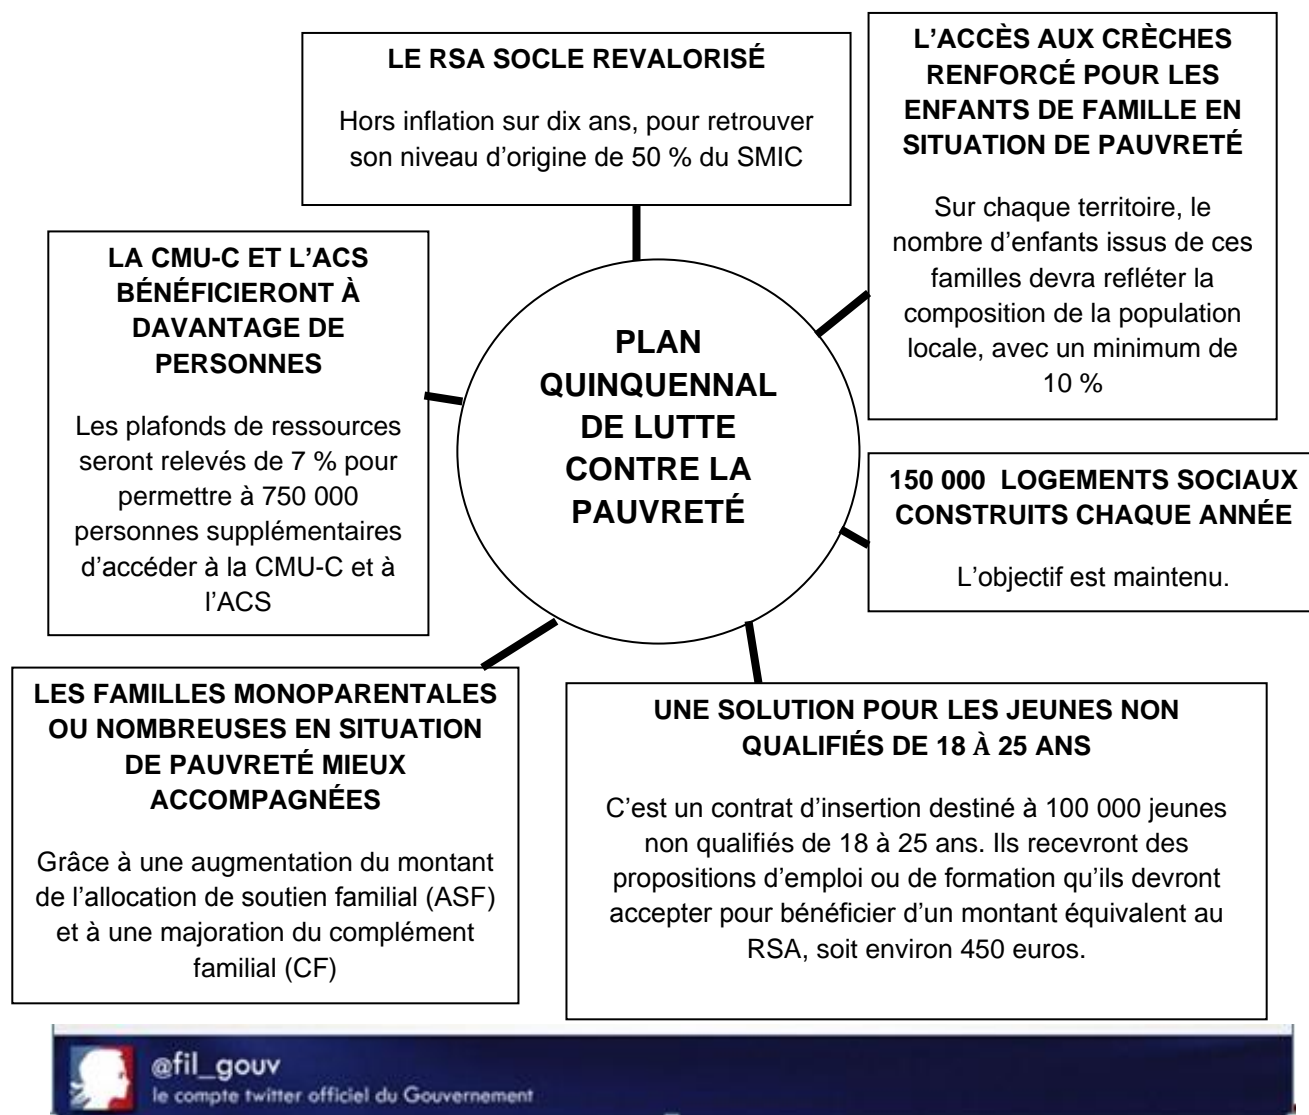 LE RSA SOCLE REVALORISÉ
Hors inflation sur dix ans, pour retrouver
son niveau d’origine de 50 % du SMIC
L’ACCÈS AUX CRÈCHES
RENFORCÉ POUR LES
ENFANTS DE FAMILLE EN
SITUATION DE PAUVRETÉ
Sur chaque territoire, le
nombre d’enfants issus de ces
familles devra refléter la
composition de la population
locale, avec un minimum de
10 %
LA CMU-C ET L’ACS
BÉNÉFICIERONT À
DAVANTAGE DE
PERSONNES
Les plafonds de ressources
seront relevés de 7 % pour
permettre à 750 000
personnes supplémentaires
d’accéder à la CMU-C et à
l’ACS
PLAN
QUINQUENNAL
DE LUTTE
CONTRE LA
PAUVRETÉ
150 000 LOGEMENTS SOCIAUX
CONSTRUITS CHAQUE ANNÉE
L’objectif est maintenu.
LES FAMILLES MONOPARENTALES
OU NOMBREUSES EN SITUATION
DE PAUVRETÉ MIEUX
ACCOMPAGNÉES
Grâce à une augmentation du montant
de l’allocation de soutien familial (ASF)
et à une majoration du complément
familial (CF)
UNE SOLUTION POUR LES JEUNES NON
QUALIFIÉS DE 18 À 25 ANS
C’est un contrat d’insertion destiné à 100 000 jeunes
non qualifiés de 18 à 25 ans. Ils recevront des
propositions d’emploi ou de formation qu’ils devront
accepter pour bénéficier d’un montant équivalent au
RSA, soit environ 450 euros.
@fil_gouv
le compte twitter officiel du Gouvernement